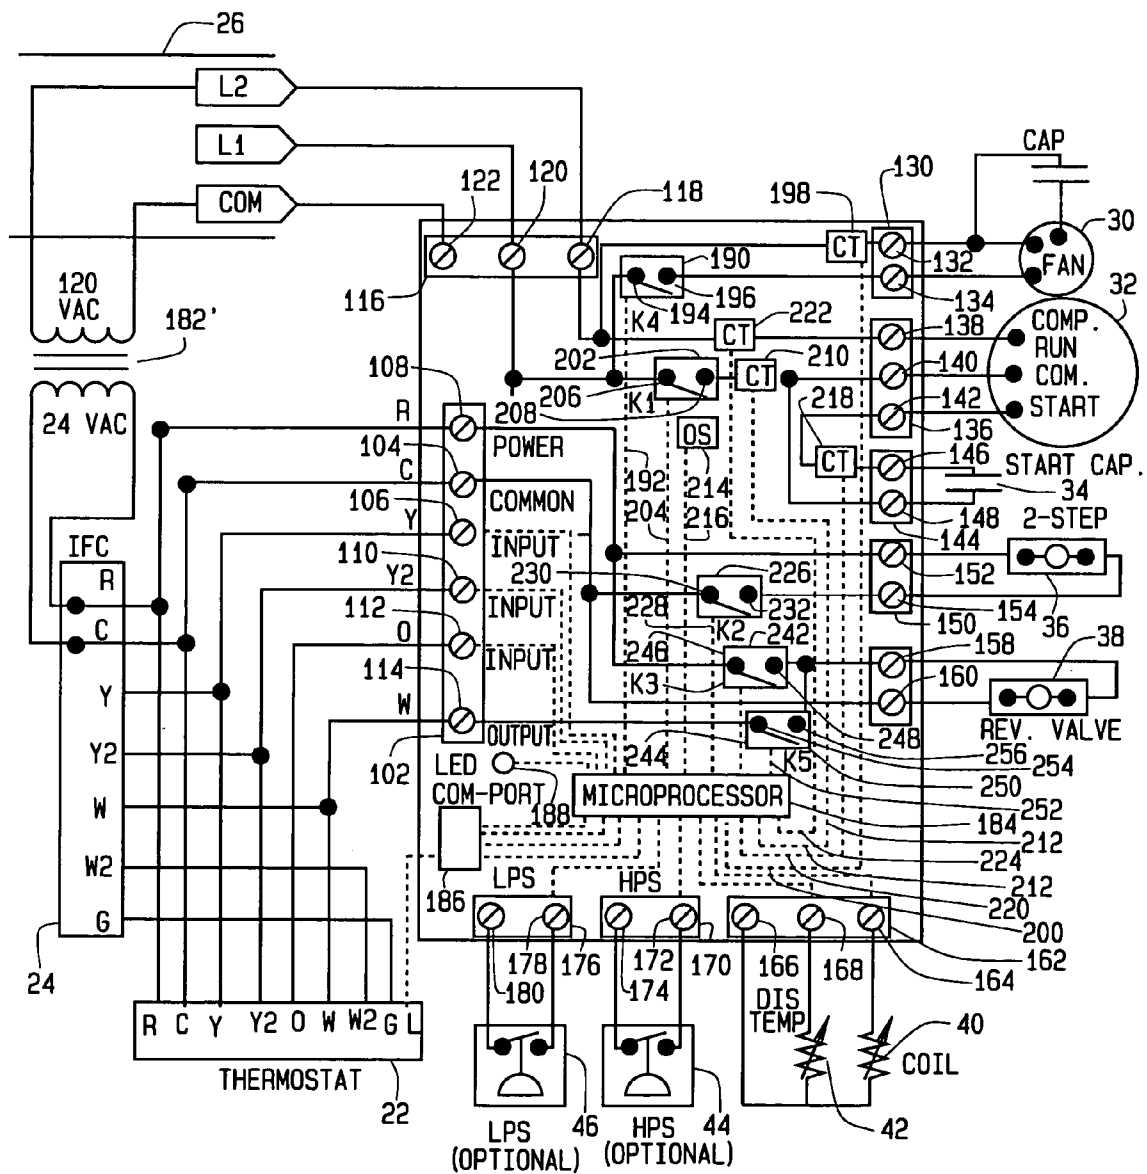 26
L2
L1
COM
CAP
122
120
118
198
130
30
FAN
CT
132
120
VAC
116
190
194
196
K4
134
32
182'
222
CT
138
COMP.
RUN
COM.
START
202
210
CT
140
108
206
208
K1
218
142
24 VAC
R
POWER
OS
136
104
CT
146
START CAP.
C
COMMON
192
214
34
106
204
216
148
2-STEP
Y
144
IFC
INPUT
110
230
226
152
R
Y2
INPUT
228
232
154
36
112
K2
242
150
38
C
O
INPUT
246
158
114
K3
160
Y
W
OUTPUT
REV. VALVE
248
244
K5
256
254
Y2
102
LED
250
COM-PORT
188
MICROPROCESSOR
252
W
184
212
224
W2
186
LPS
HPS
212
220
G
200
24
178
176
172
170
166
168
162
180
174
164
DIS
TEMP
40
R C Y Y2 O W W2 G L
COIL
THERMOSTAT
22
46
44
42
LPS
(OPTIONAL)
HPS
(OPTIONAL)